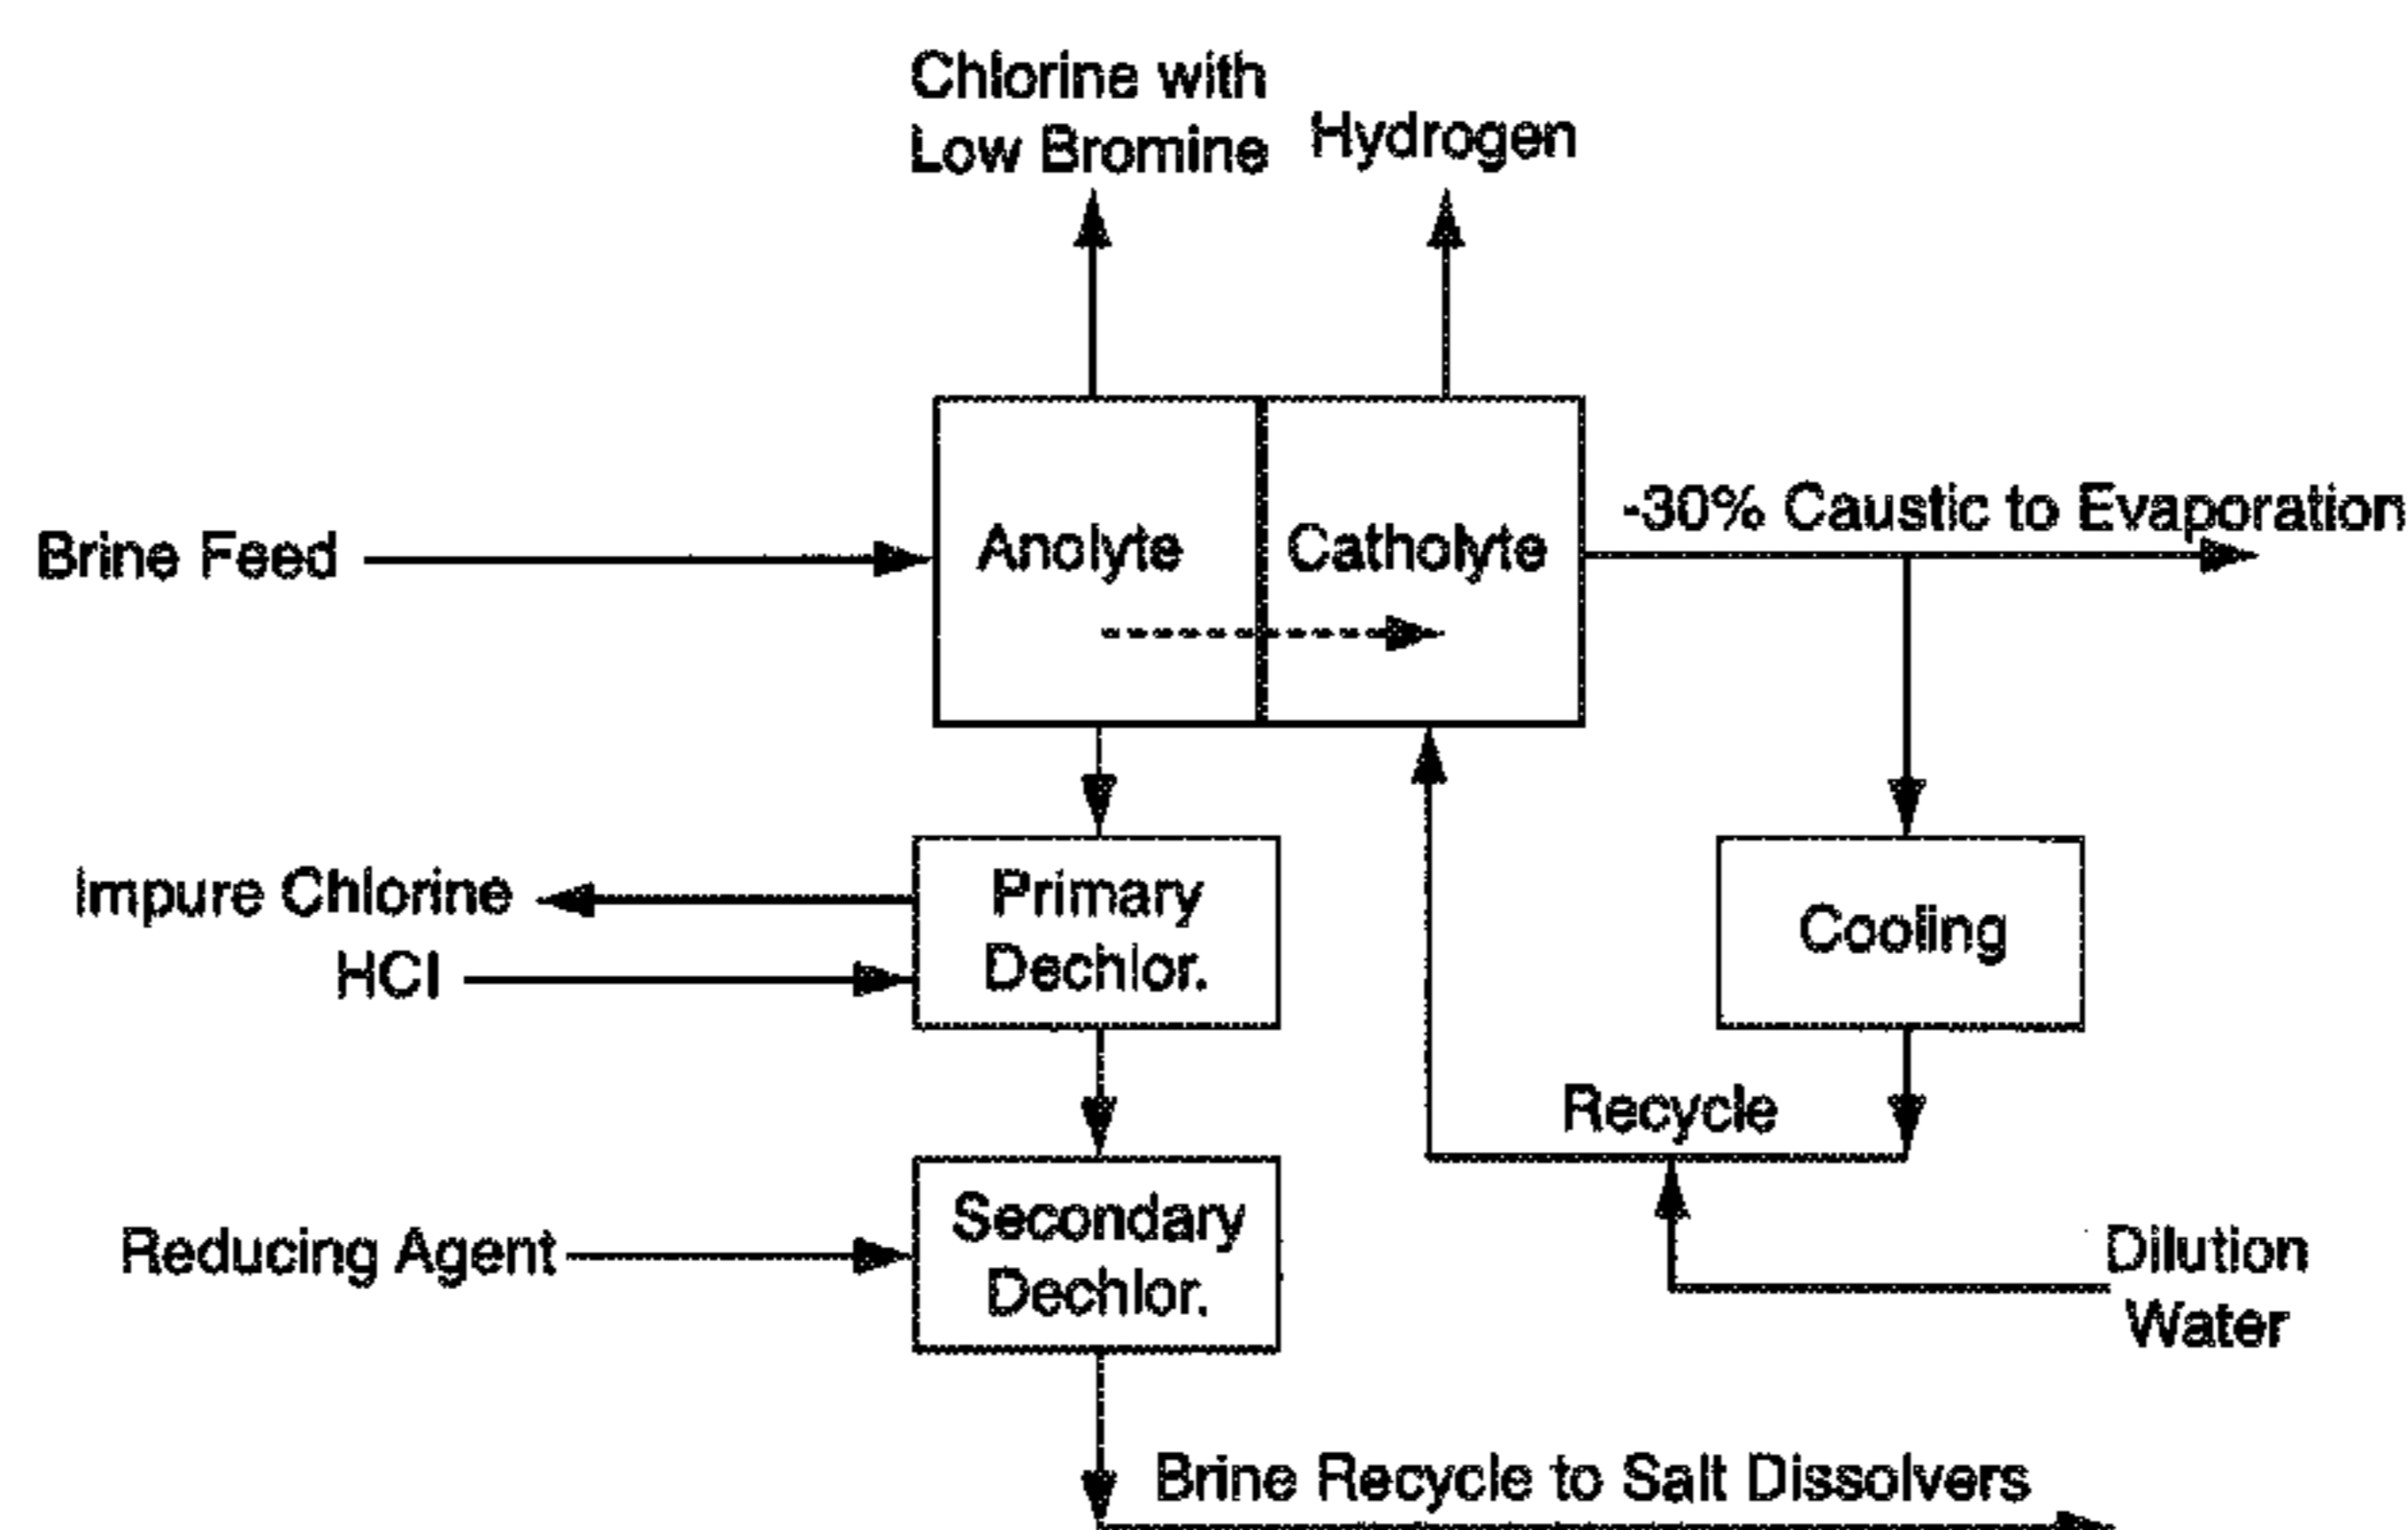 Chlorine with
Low Bromine
Hydrogen
-30% Caustic to Evaporation
Brine Feed
Anolyte
Catholyte
Impure Chlorine
HCl
Primary
Dechlor.
Cooling
Recycle
Reducing Agent
Secondary
Dechlor.
Dilution
Water
Brine Recycle to Salt Dissolvers